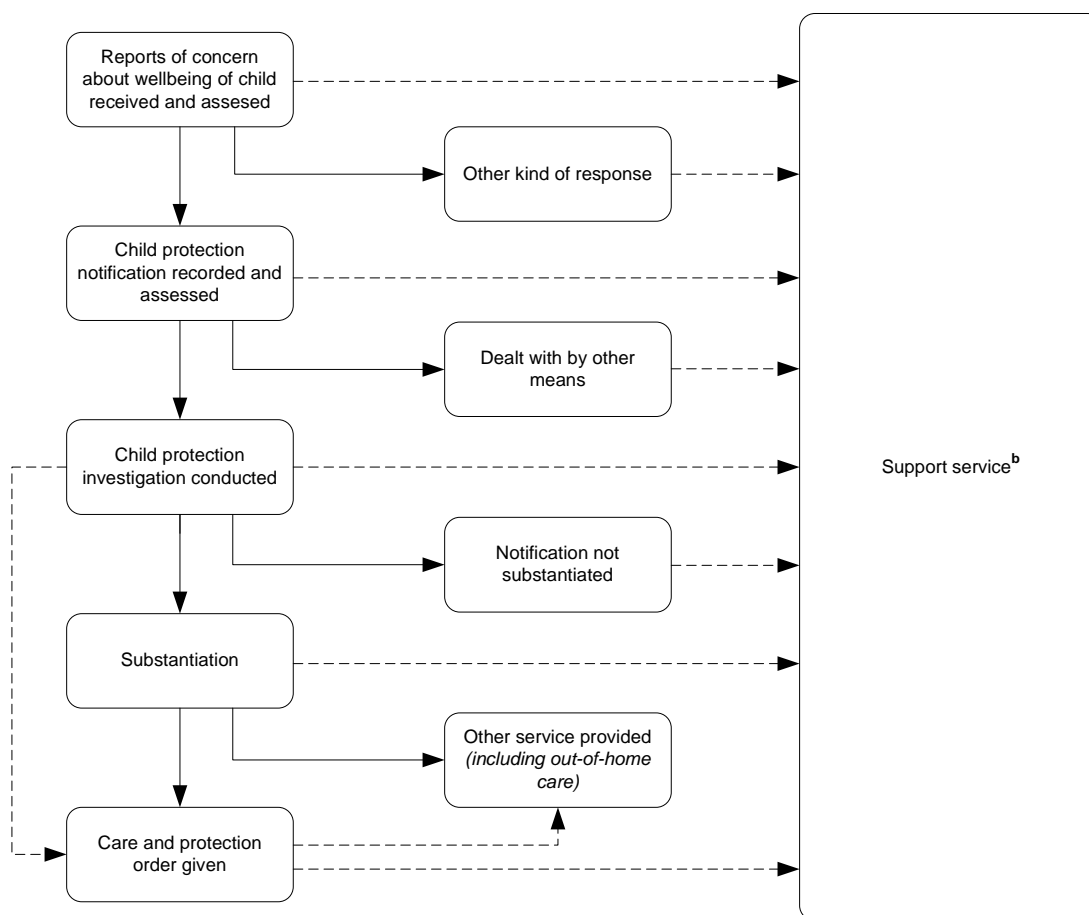 Reports of concern
about wellbeing of child
received and assesed
Other kind of response
Child protection
notification recorded and
assessed
Dealt with by other
means
Child protection
investigation conducted
Support service^b
Notification not
substantiated
Substantiation
Other service provided
(including out-of-home
care)
Care and protection
order given